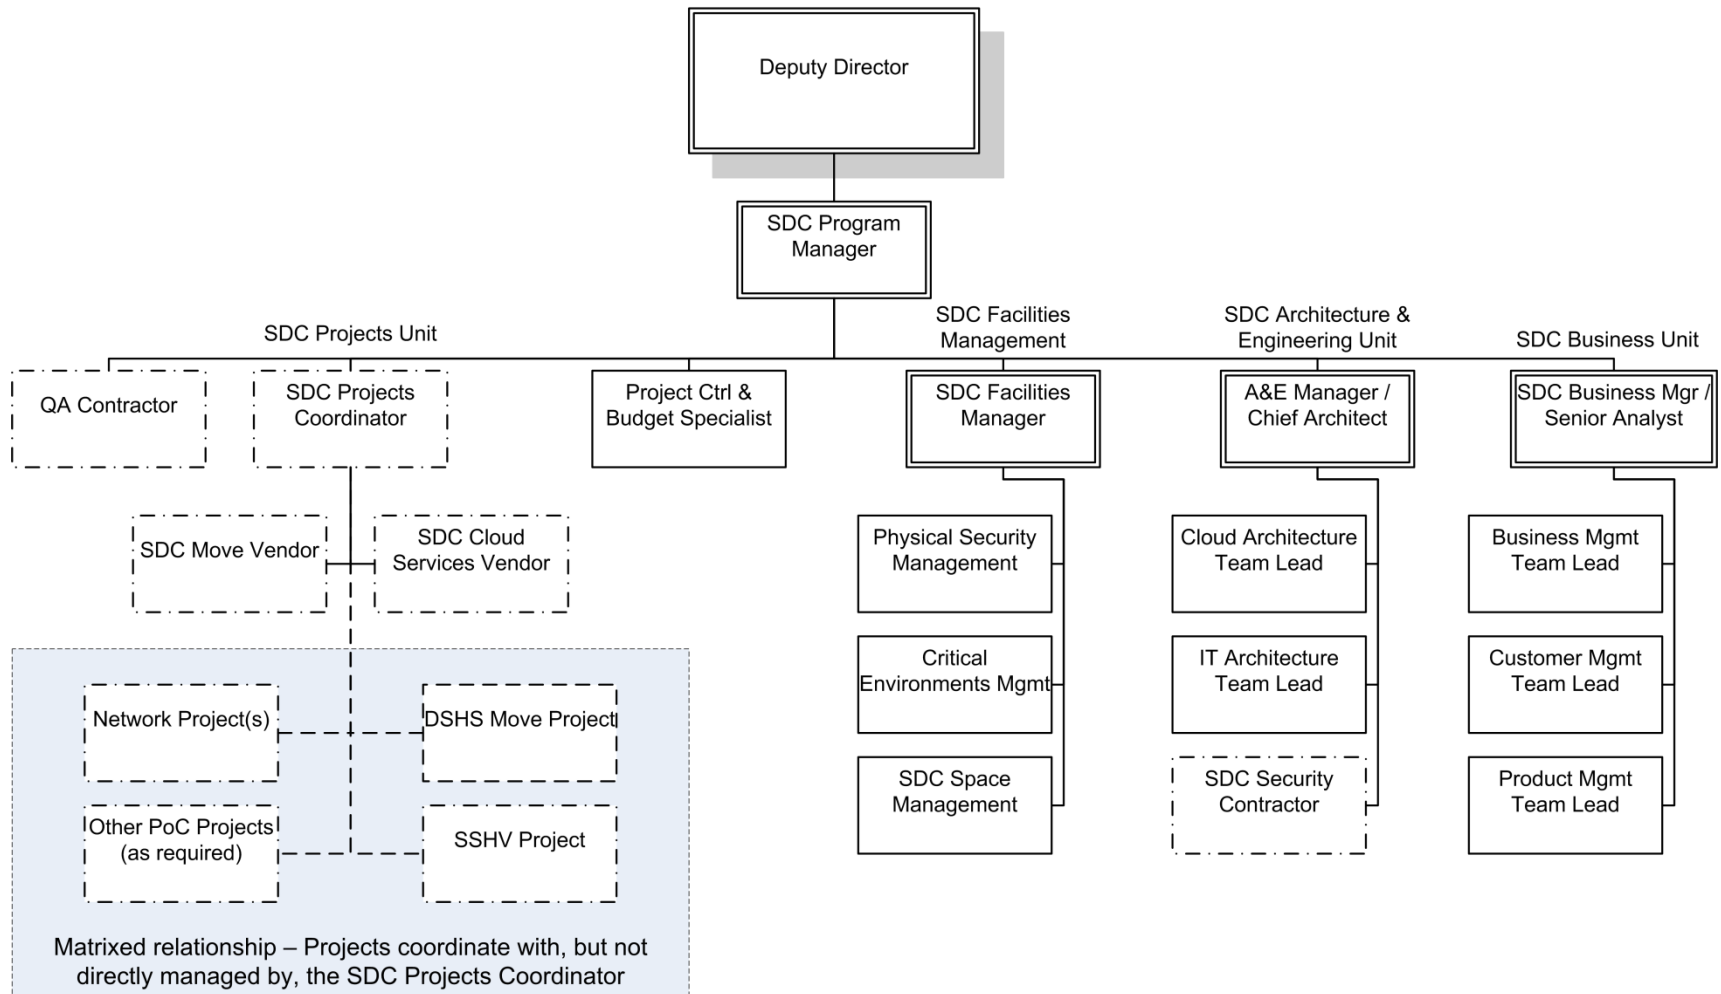 Deputy Director
SDC Program
Manager
SDC Projects Unit
SDC Facilities
Management
SDC Architecture &
Engineering Unit
SDC Business Unit
QA Contractor
SDC Projects
Coordinator
Project Ctrl &
Budget Specialist
SDC Facilities
Manager
A&E Manager /
Chief Architect
SDC Business Mgr /
Senior Analyst
SDC Move Vendor
SDC Cloud
Services Vendor
Physical Security
Management
Cloud Architecture
Team Lead
Business Mgmt
Team Lead
Critical
Environments Mgmt
IT Architecture
Team Lead
Customer Mgmt
Team Lead
Network Project(s)
DSHS Move Project
SDC Space
Management
SDC Security
Contractor
Product Mgmt
Team Lead
Other PoC Projects
(as required)
SSHV Project
Matrixed relationship – Projects coordinate with, but not
directly managed by, the SDC Projects Coordinator